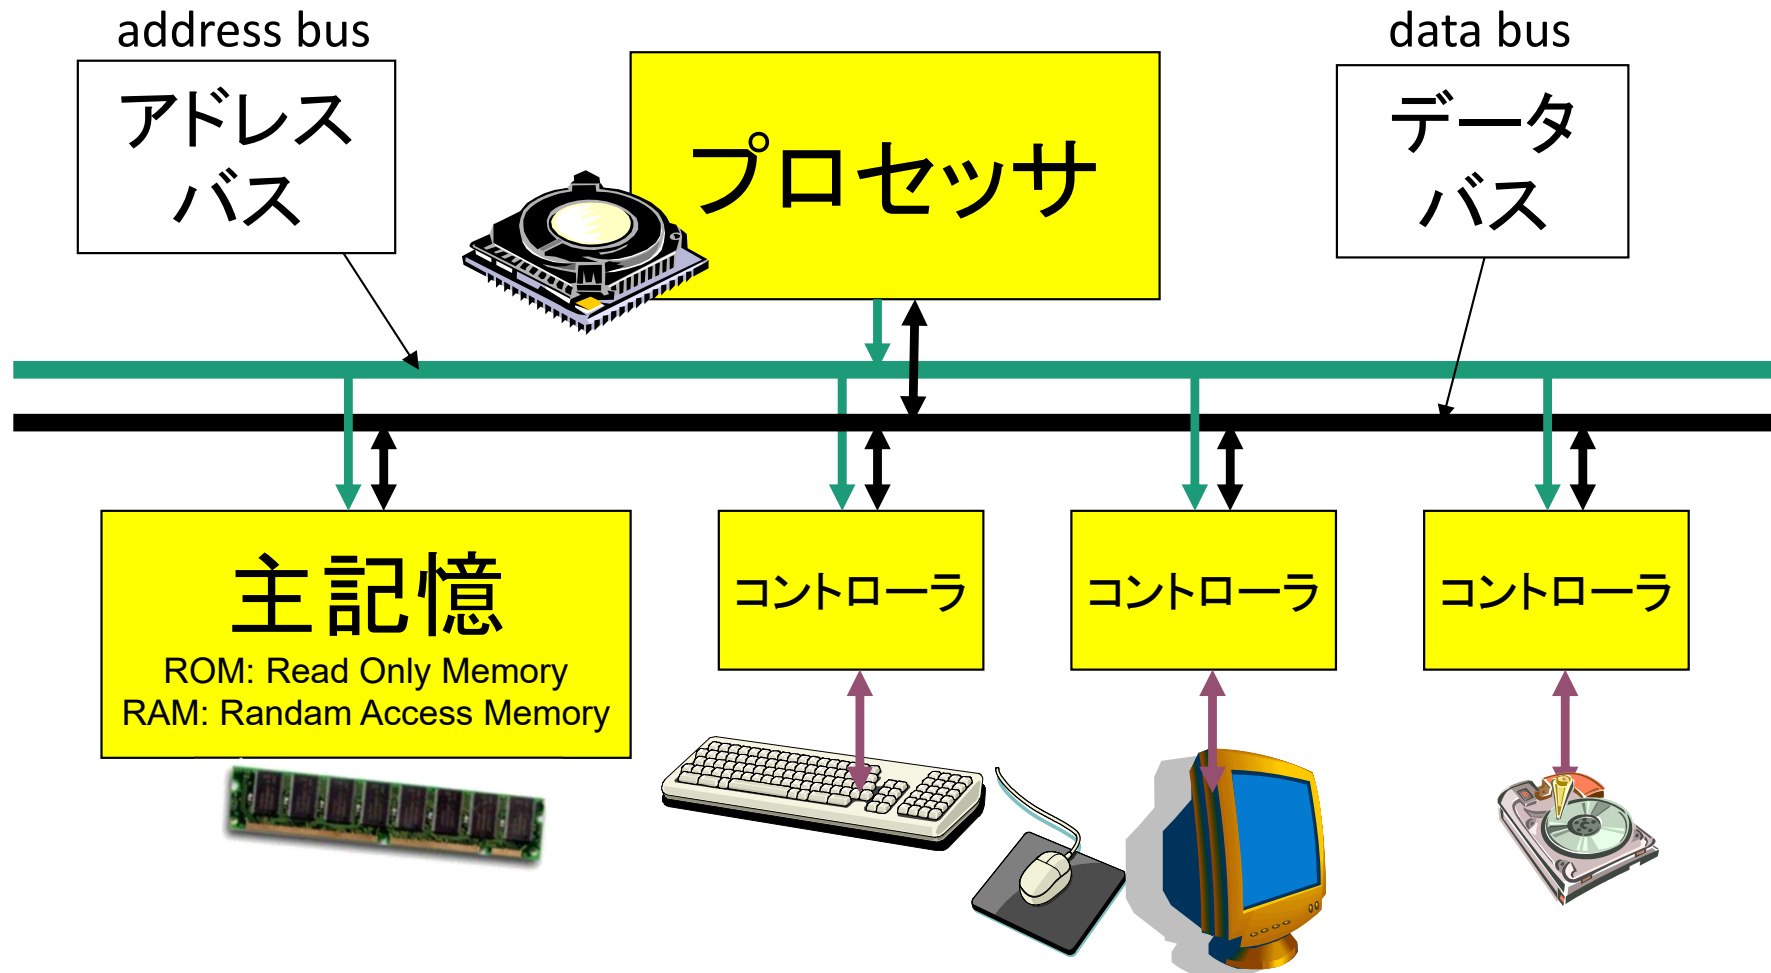 address bus
アドレス
バス
プロセッサ
data bus
データ
バス
主記憶
ROM: Read Only Memory
RAM: Randam Access Memory
コントローラ
コントローラ
コントローラ